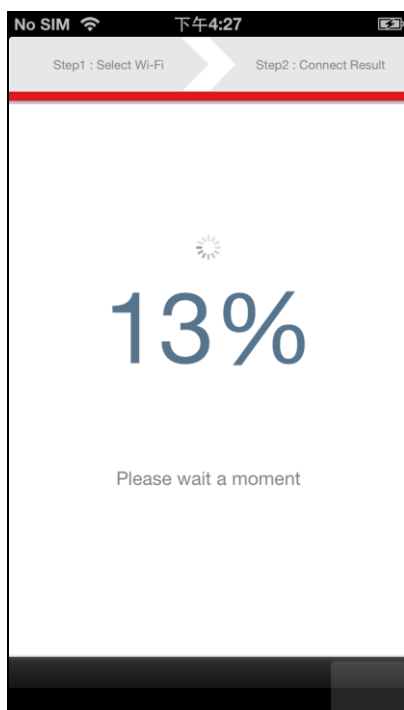 No SIM 下午4:27
Step1 : Select Wi-Fi Step2 : Connect Result
13%
Please wait a moment